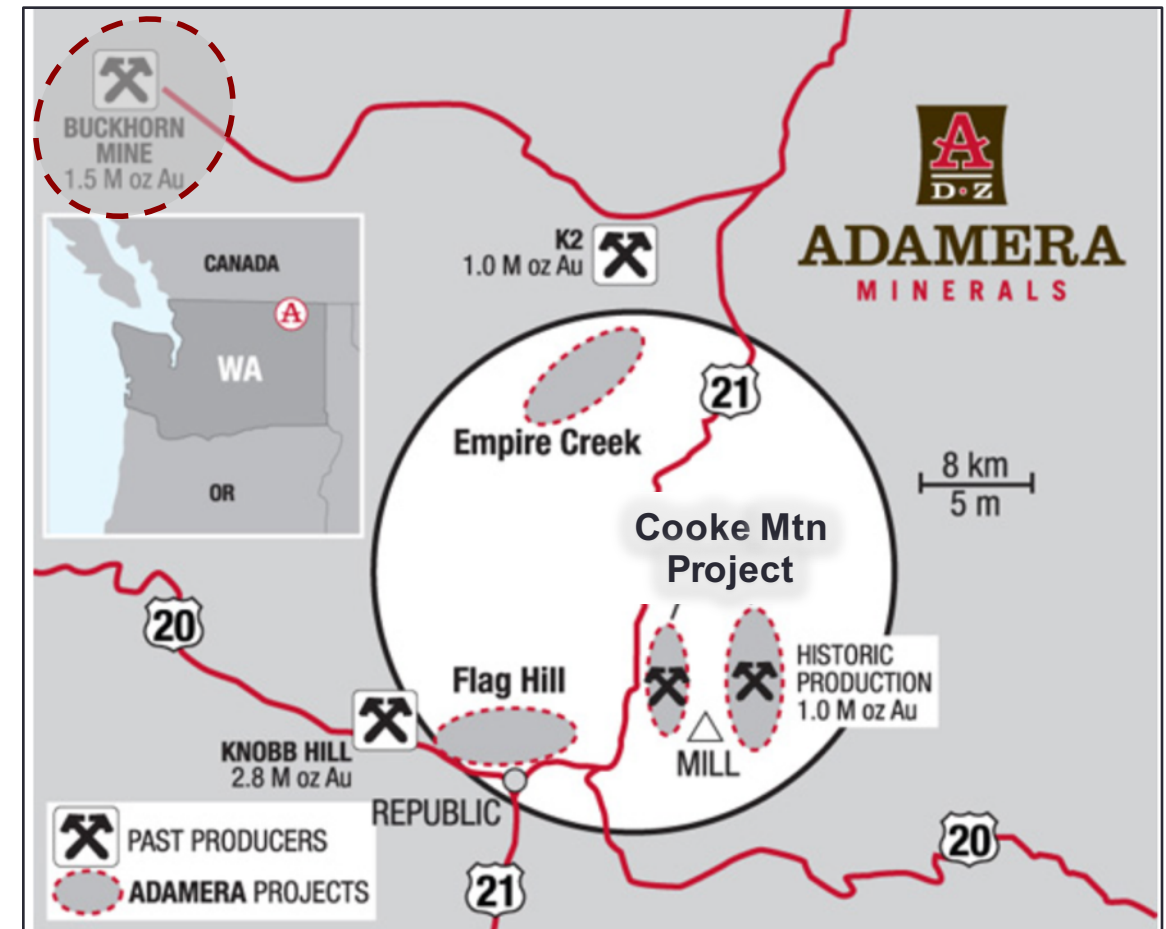 BUCKHORN
MINE
1.5 M oz Au
A
D•Z
ADAMERA
MINERALS
K2
1.0 M oz Au
CANADA
A
WA
OR
21
Empire Creek
8 km
5 m
Cooke Mtn
Project
20
Flag Hill
HISTORIC
PRODUCTION
1.0 M oz Au
KNOBB HILL
2.8 M oz Au
MILL
REPUBLIC
PAST PRODUCERS
ADAMERA PROJECTS
21
20